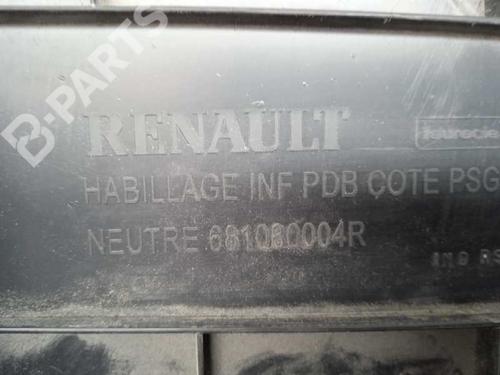 B-PARTS
RENAULT faurecia
HABILLAGE INF PDB COTE PSG
NEUTRE 681080004R